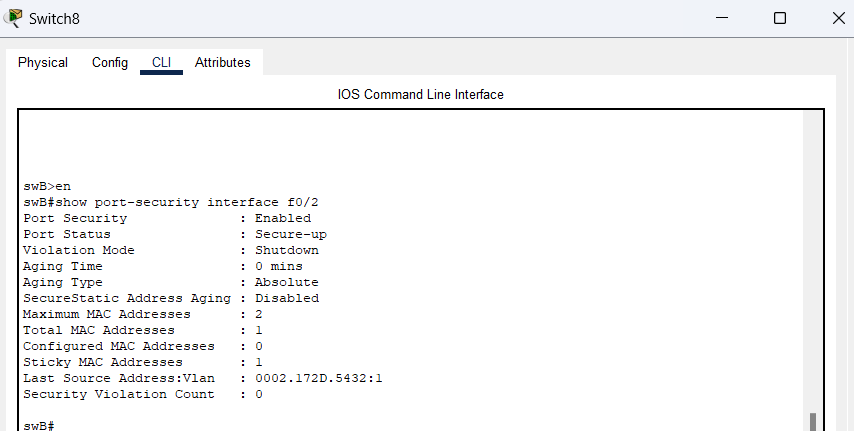 Switch8
Physical Config CLI Attributes
IOS Command Line Interface
swB>en
swB#show port-security interface f0/2
Port Security              : Enabled
Port Status                : Secure-up
Violation Mode             : Shutdown
Aging Time                 : 0 mins
Aging Type                 : Absolute
SecureStatic Address Aging : Disabled
Maximum MAC Addresses      : 2
Total MAC Addresses        : 1
Configured MAC Addresses   : 0
Sticky MAC Addresses       : 1
Last Source Address:Vlan   : 0002.172D.5432:1
Security Violation Count   : 0
swB#